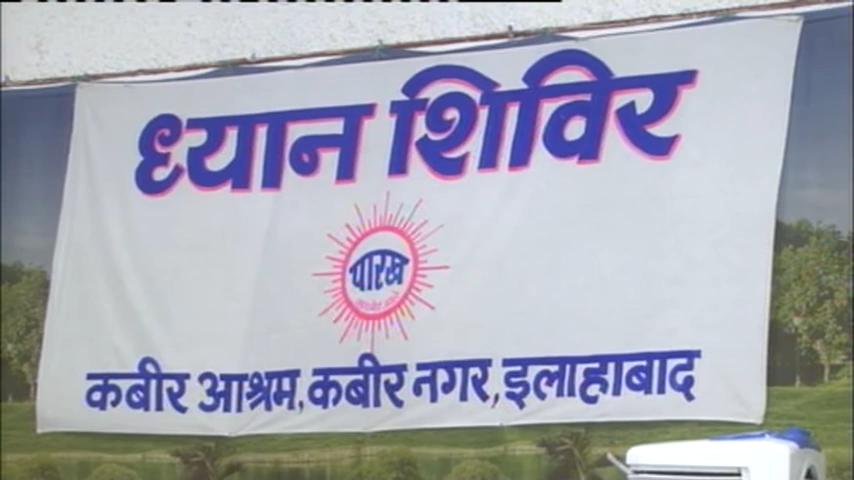 ध्यान शिविर
पारख
कबीर आश्रम, कबीर नगर, इलाहाबाद